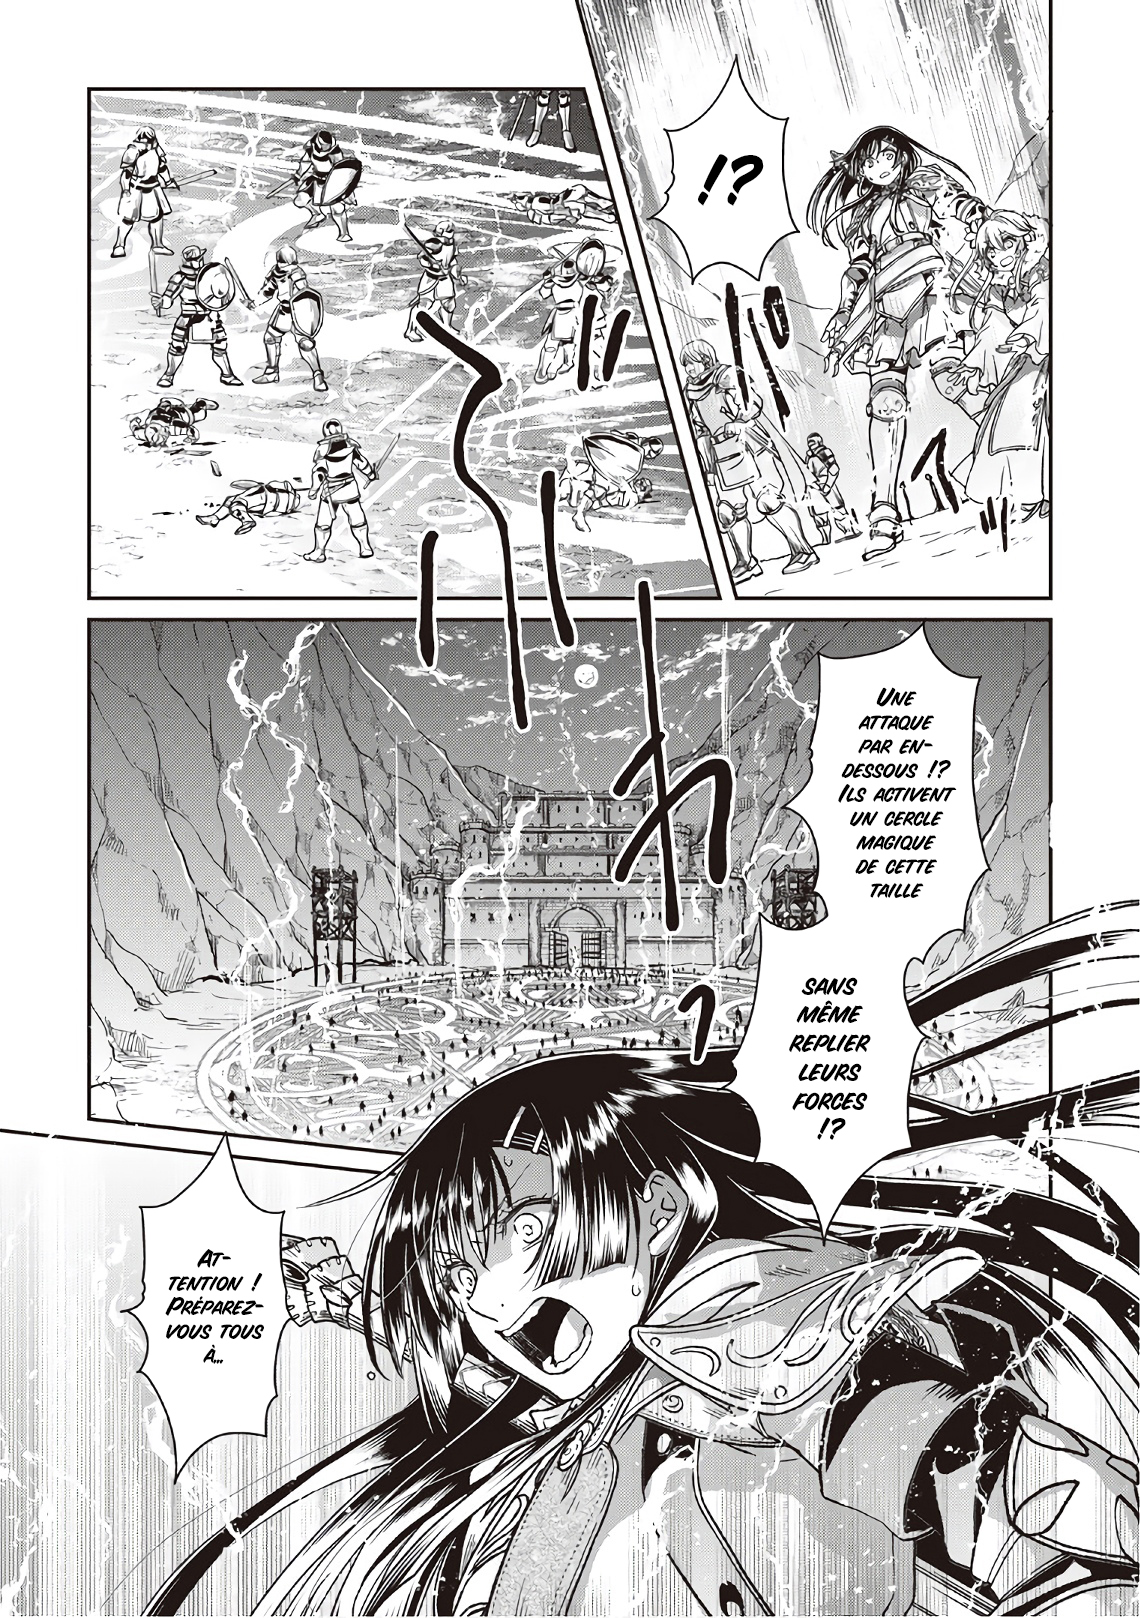 !?
UNE
ATTAQUE
PAR EN-
DESSOUS !?
ILS ACTIVENT
UN CERCLE
MAGIQUE
DE CETTE
TAILLE
SANS
MÊME
REPLIER
LEURS
FORCES
!?
AT-
TENTION !
PRÉPAREZ-
VOUS TOUS
À...